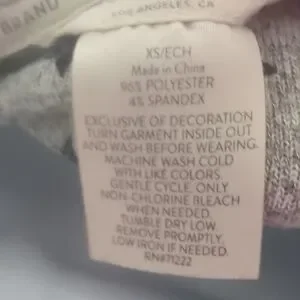 BRAND
LOS ANGELES, CA
XS/ECH
Made in China
96% POLYESTER
4% SPANDEX
EXCLUSIVE OF DECORATION
TURN GARMENT INSIDE OUT
AND WASH BEFORE WEARING.
MACHINE WASH COLD
WITH LIKE COLORS.
GENTLE CYCLE. ONLY
NON-CHLORINE BLEACH
WHEN NEEDED.
TUMBLE DRY LOW.
REMOVE PROMPTLY.
LOW IRON IF NEEDED.
RN#71222